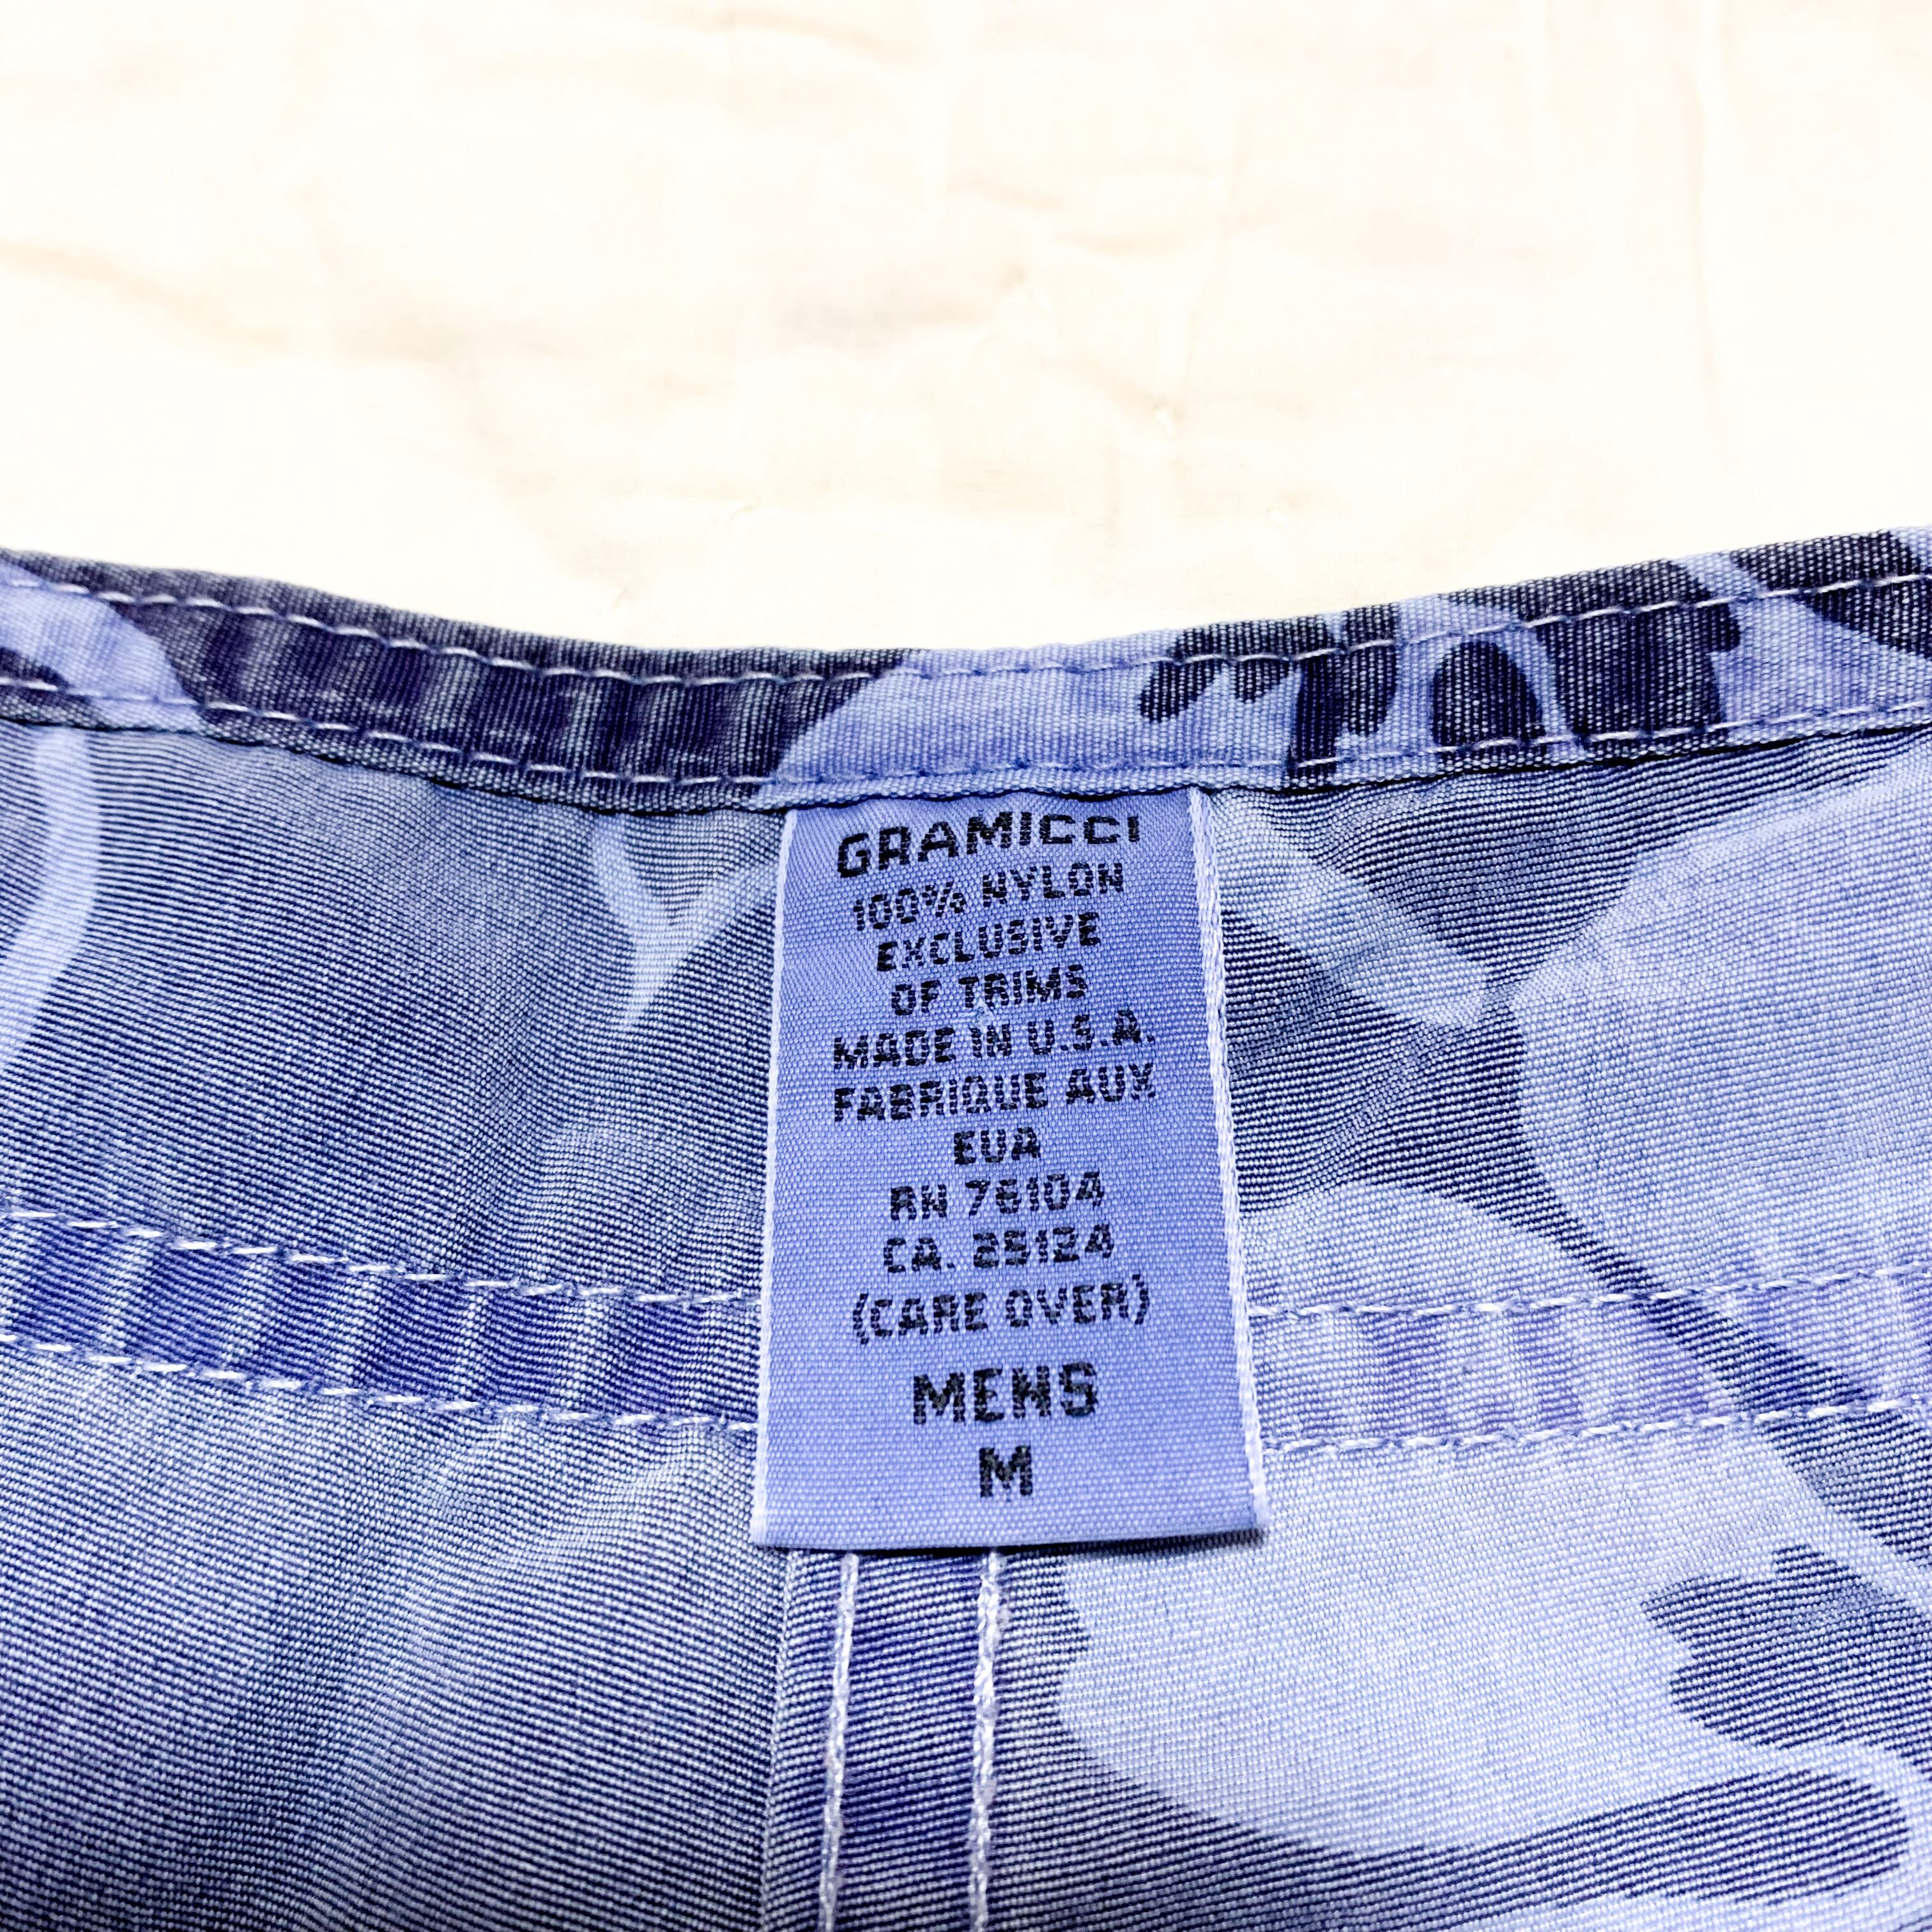 GRAMICCI
100% NYLON
EXCLUSIVE
OF TRIMS
MADE IN U.S.A.
FABRIQUE AUX
EUA
RN 76104
CA. 25124
(CARE OVER)
MENS
M